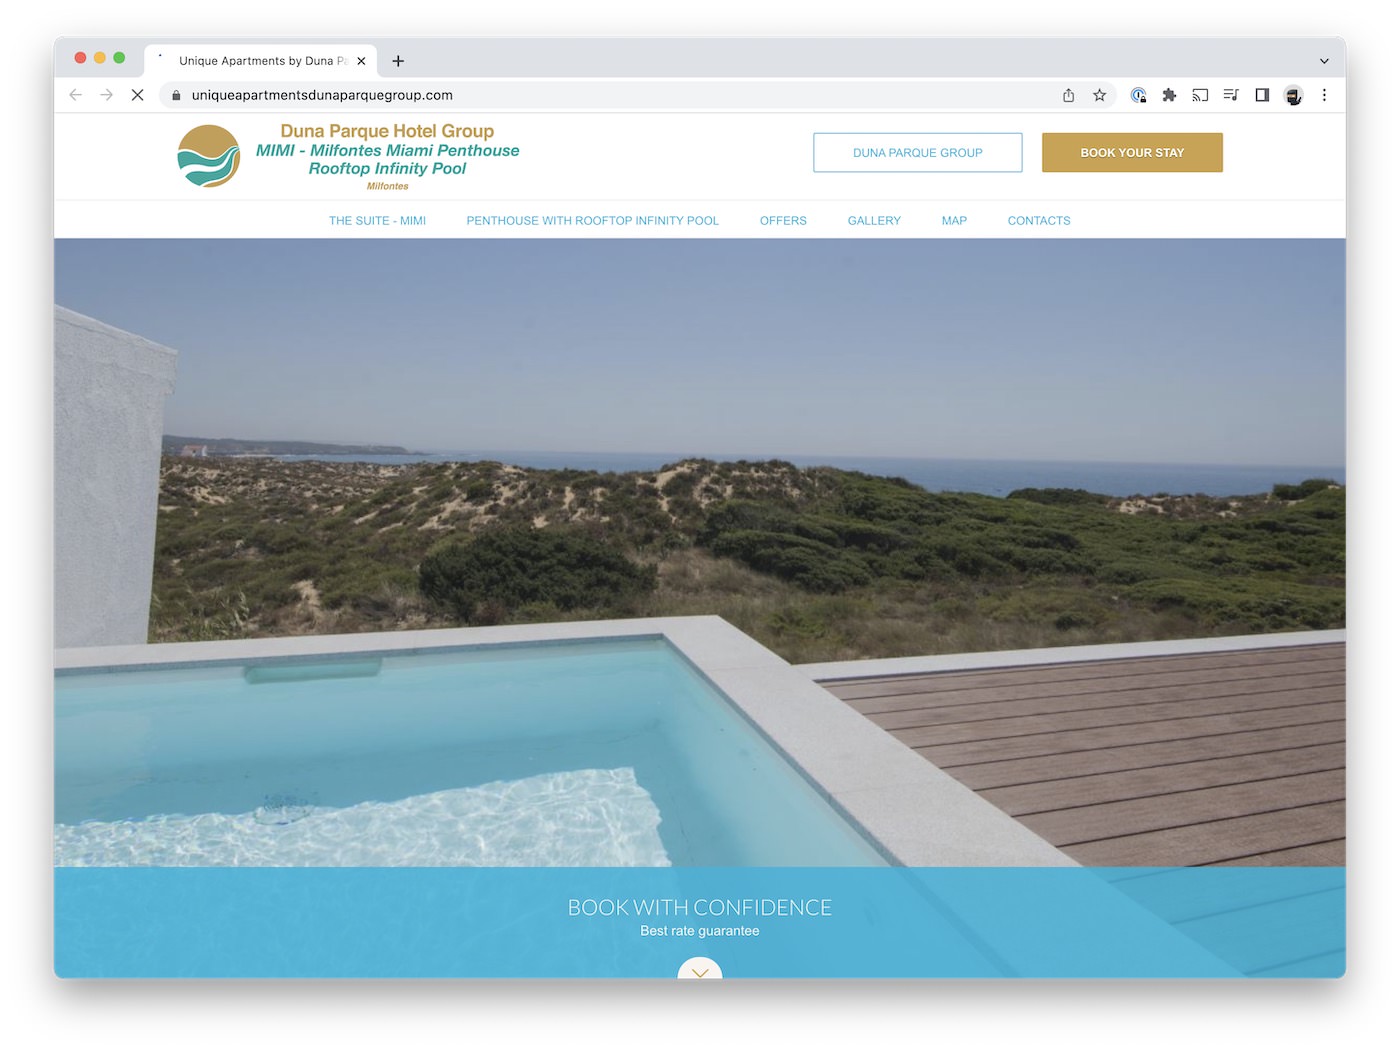 Unique Apartments by Duna Pa
uniqueapartmentsdunaparquegroup.com
Duna Parque Hotel Group
MIMI - Milfontes Miami Penthouse
Rooftop Infinity Pool
Milfontes
DUNA PARQUE GROUP
BOOK YOUR STAY
THE SUITE - MIMI
PENTHOUSE WITH ROOFTOP INFINITY POOL
OFFERS
GALLERY
MAP
CONTACTS
BOOK WITH CONFIDENCE
Best rate guarantee